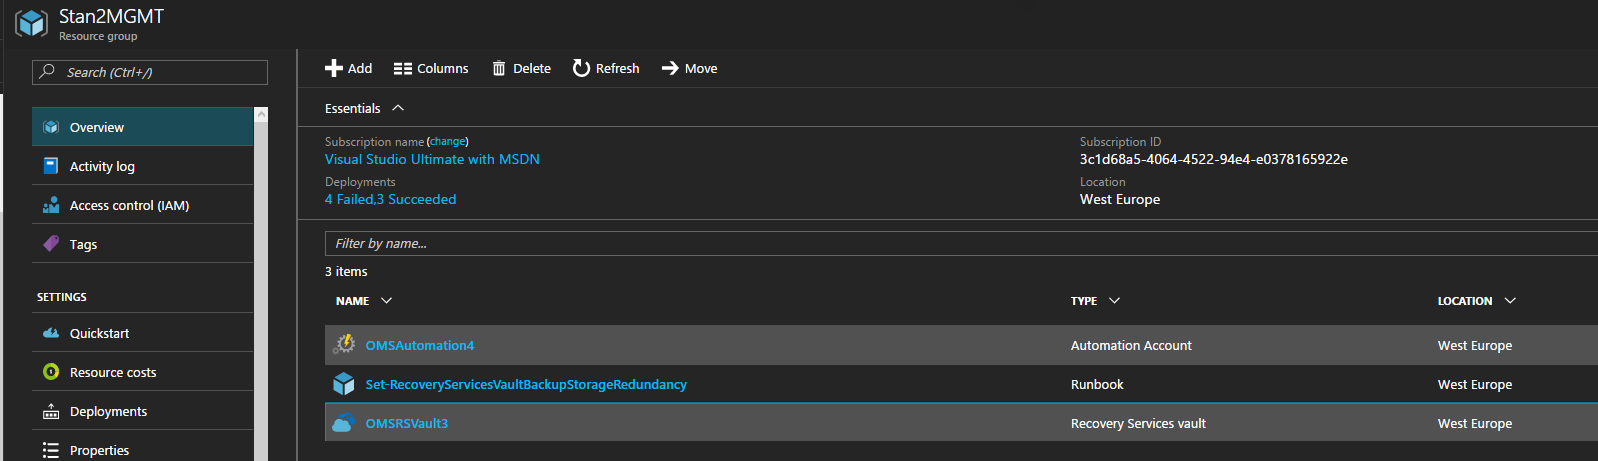 Stan2MGMT
Resource group
Search (Ctrl+/)
Overview
Activity log
Access control (IAM)
Tags
SETTINGS
Quickstart
Resource costs
Deployments
Properties
Add Columns Delete Refresh Move
Essentials
Subscription name (change) Subscription ID
Visual Studio Ultimate with MSDN 3c1d68a5-4064-4522-94e4-e0378165922e
Deployments Location
4 Failed,3 Succeeded West Europe
Filter by name...
3 items
NAME TYPE LOCATION
OMSAutomation4 Automation Account West Europe
Set-RecoveryServicesVaultBackupStorageRedundancy Runbook West Europe
OMSRSVault3 Recovery Services vault West Europe